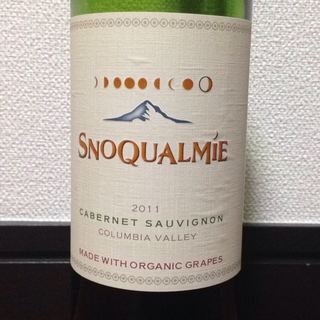 SNOQUALMIE
2011
CABERNET SAUVIGNON
COLUMBIA VALLEY
MADE WITH ORGANIC GRAPES